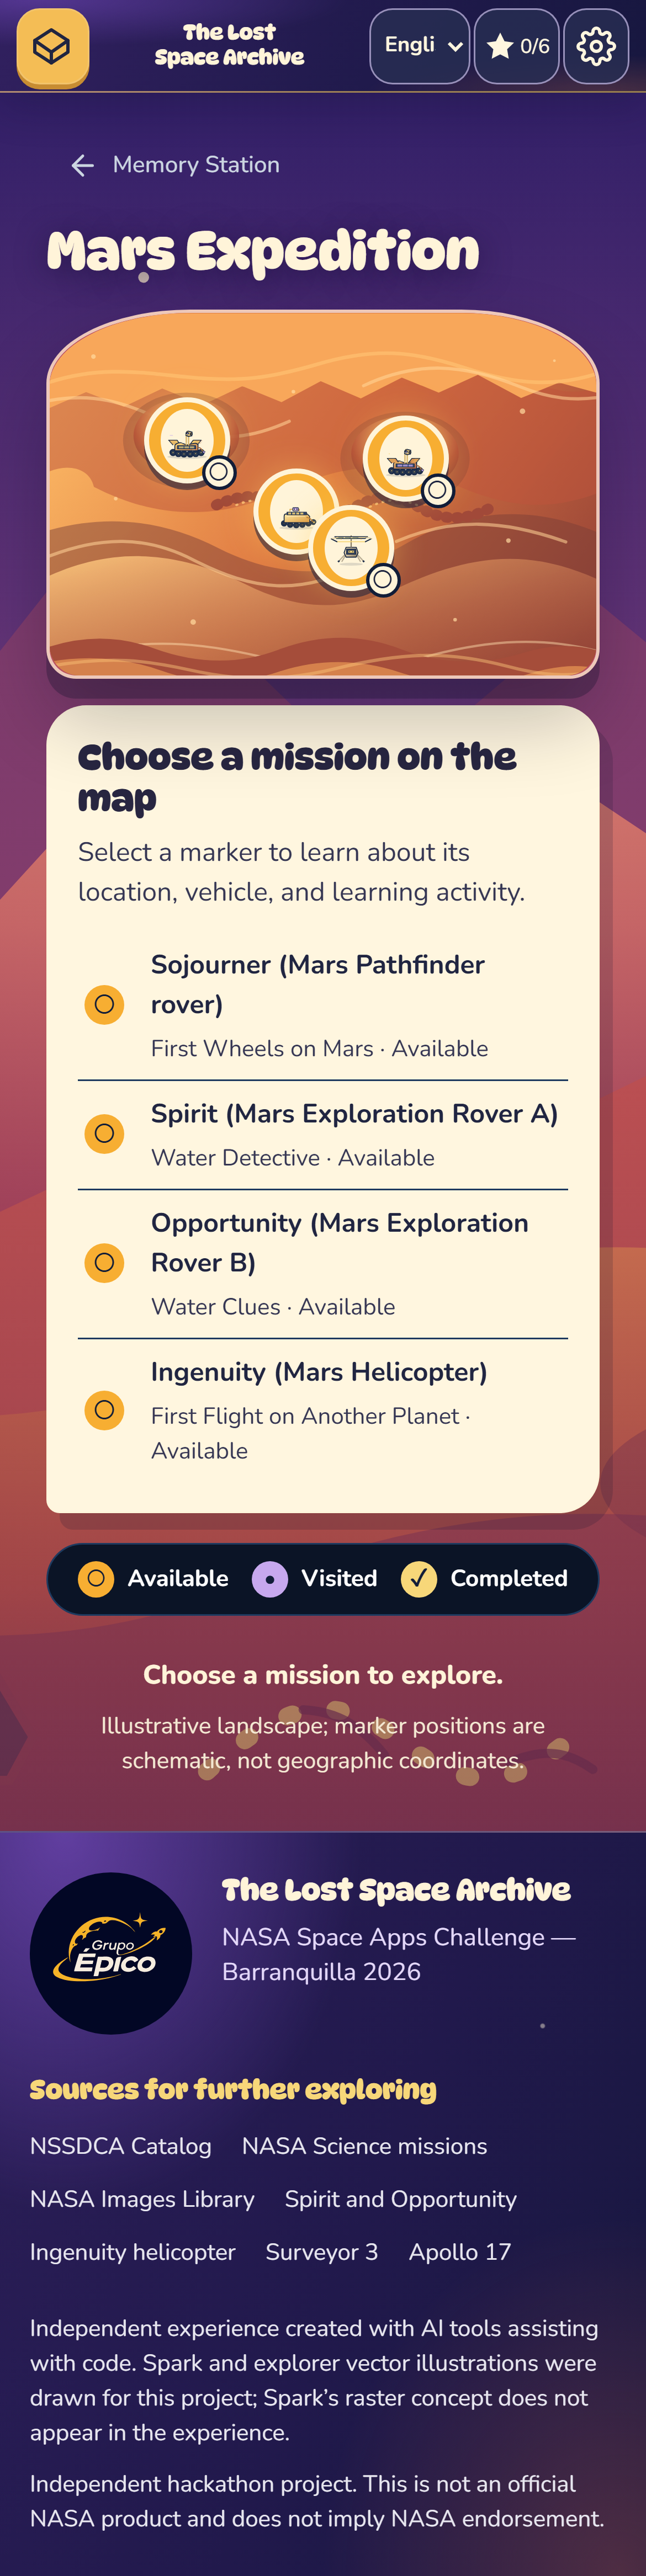 The Lost
Space Archive
Engli
0/6
Memory Station
Mars Expedition
Choose a mission on the
map
Select a marker to learn about its
location, vehicle, and learning activity.
Sojourner (Mars Pathfinder
rover)
First Wheels on Mars · Available
Spirit (Mars Exploration Rover A)
Water Detective · Available
Opportunity (Mars Exploration
Rover B)
Water Clues · Available
Ingenuity (Mars Helicopter)
First Flight on Another Planet ·
Available
Available
Visited
Completed
Choose a mission to explore.
Illustrative landscape; marker positions are
schematic, not geographic coordinates.
Grupo
Épico
The Lost Space Archive
NASA Space Apps Challenge —
Barranquilla 2026
Sources for further exploring
NSSDCA Catalog NASA Science missions
NASA Images Library Spirit and Opportunity
Ingenuity helicopter Surveyor 3 Apollo 17
Independent experience created with AI tools assisting
with code. Spark and explorer vector illustrations were
drawn for this project; Spark’s raster concept does not
appear in the experience.
Independent hackathon project. This is not an official
NASA product and does not imply NASA endorsement.